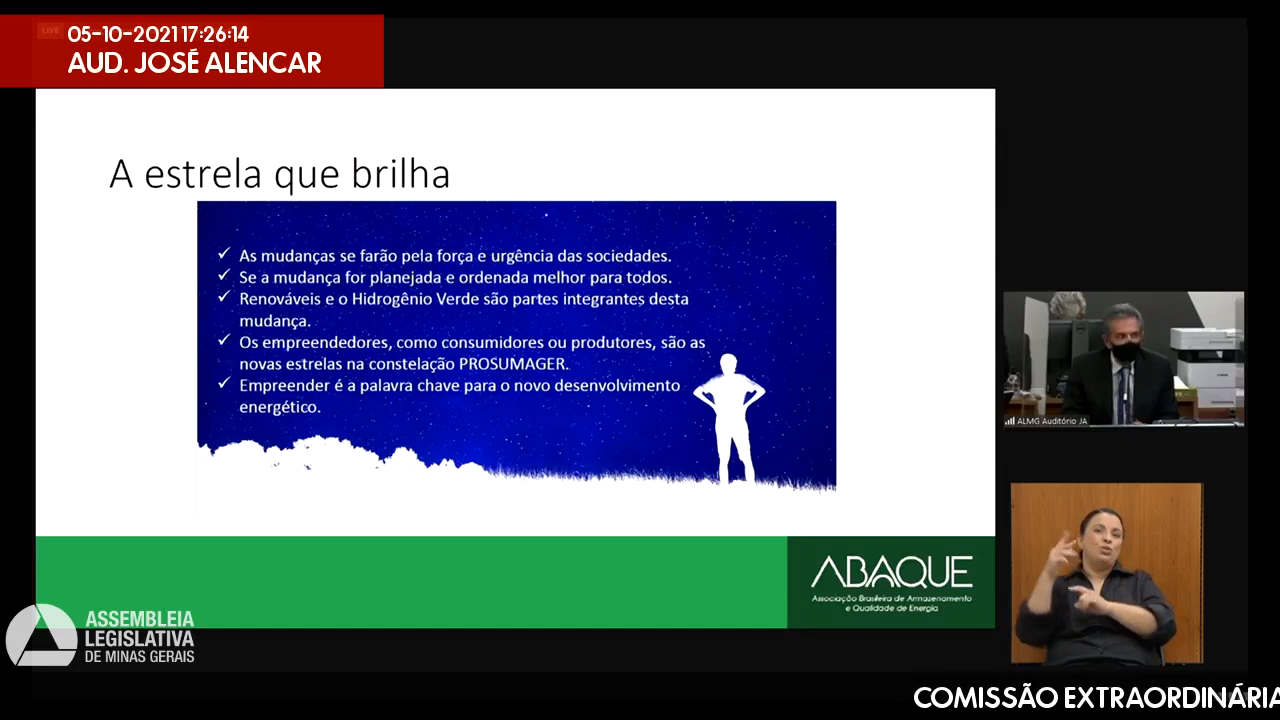 LIVE
05-10-2021 17:26:14
AUD. JOSÉ ALENCAR
A estrela que brilha
✓ As mudanças se farão pela força e urgência das sociedades.
✓ Se a mudança for planejada e ordenada melhor para todos.
✓ Renováveis e o Hidrogênio Verde são partes integrantes desta
mudança.
✓ Os empreendedores, como consumidores ou produtores, são as
novas estrelas na constelação PROSUMAGER.
✓ Empreender é a palavra chave para o novo desenvolvimento
energético.
ABAQUE
Associação Brasileira de Armazenamento
e Qualidade de Energia
ALMG Auditório JA
ASSEMBLEIA
LEGISLATIVA
DE MINAS GERAIS
COMISSÃO EXTRAORDINÁRIA